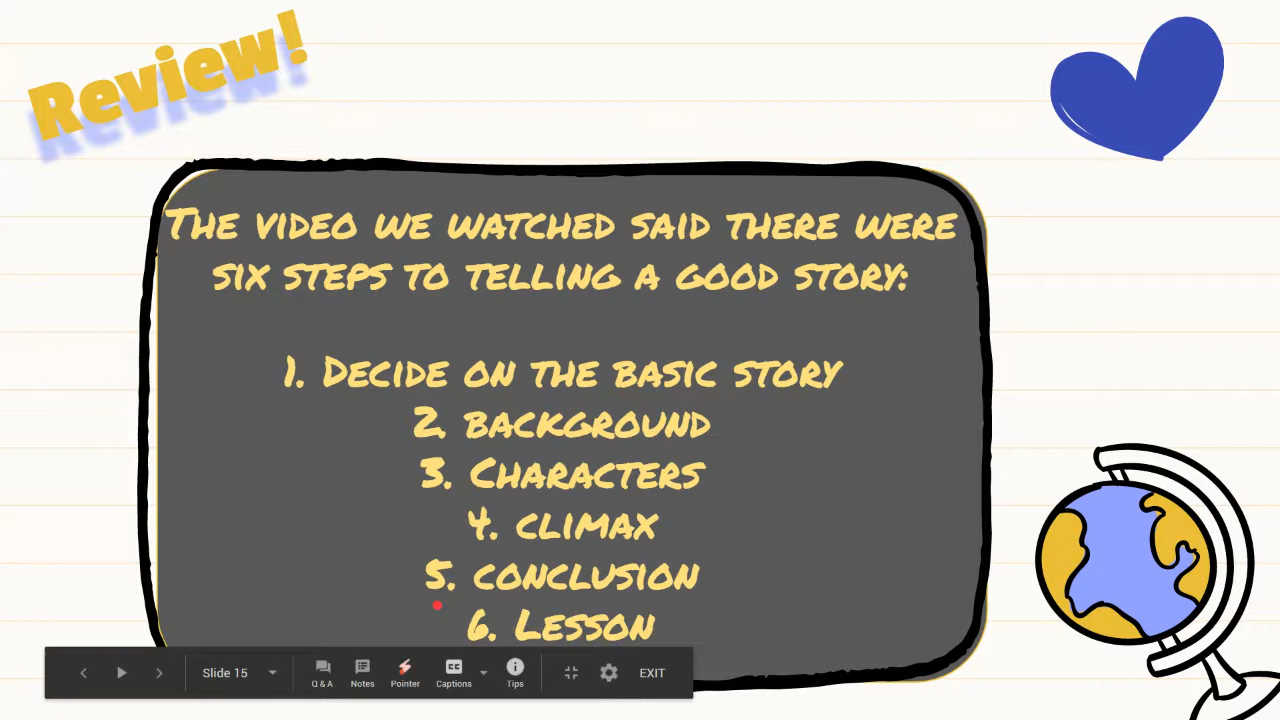 Review!
The video we watched said there were
six steps to telling a good story:
1. Decide on the basic story
2. background
3. Characters
4. climax
5. conclusion
6. Lesson
Slide 15
Q & A
Notes
Pointer
CC
Captions
Tips
EXIT